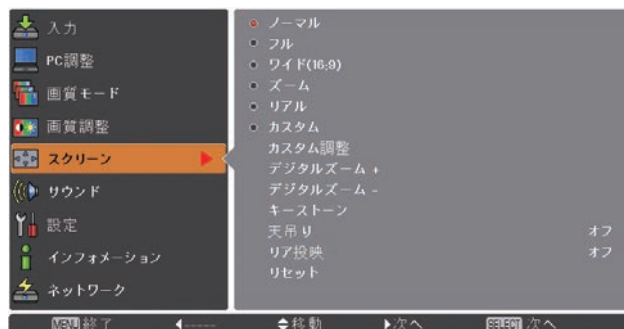 入力
PC調整
画質モード
画質調整
スクリーン
サウンド
設定
インフォメーション
ネットワーク
ノーマル
フル
ワイド(16:9)
ズーム
リアル
カスタム
カスタム調整
デジタルズーム +
デジタルズーム -
キーストーン
天吊り オフ
リア投映 オフ
リセット
MENU 終了 ----- 移動 次へ SELECT 次へ